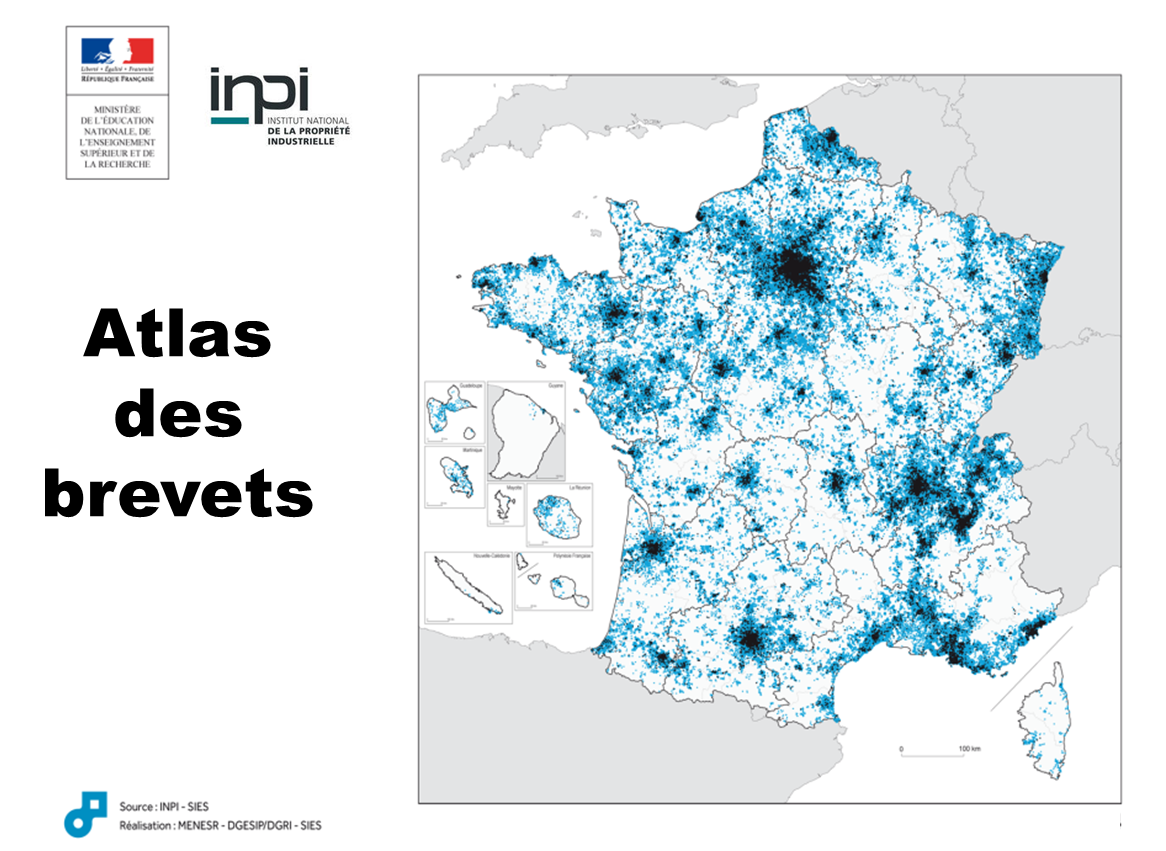 Liberté • Égalité • Fraternité
RÉPUBLIQUE FRANÇAISE
MINISTÈRE
DE L'ÉDUCATION
NATIONALE, DE
L'ENSEIGNEMENT
SUPÉRIEUR ET DE
LA RECHERCHE
inpi
INSTITUT NATIONAL
DE LA PROPRIÉTÉ
INDUSTRIELLE
Atlas
des
brevets
Guadeloupe
Guyane
Martinique
Mayotte
La Réunion
Nouvelle Calédonie
Polynésie Française
0 100 km
Source : INPI - SIES
Réalisation : MENESR - DGESIP/DGRI - SIES